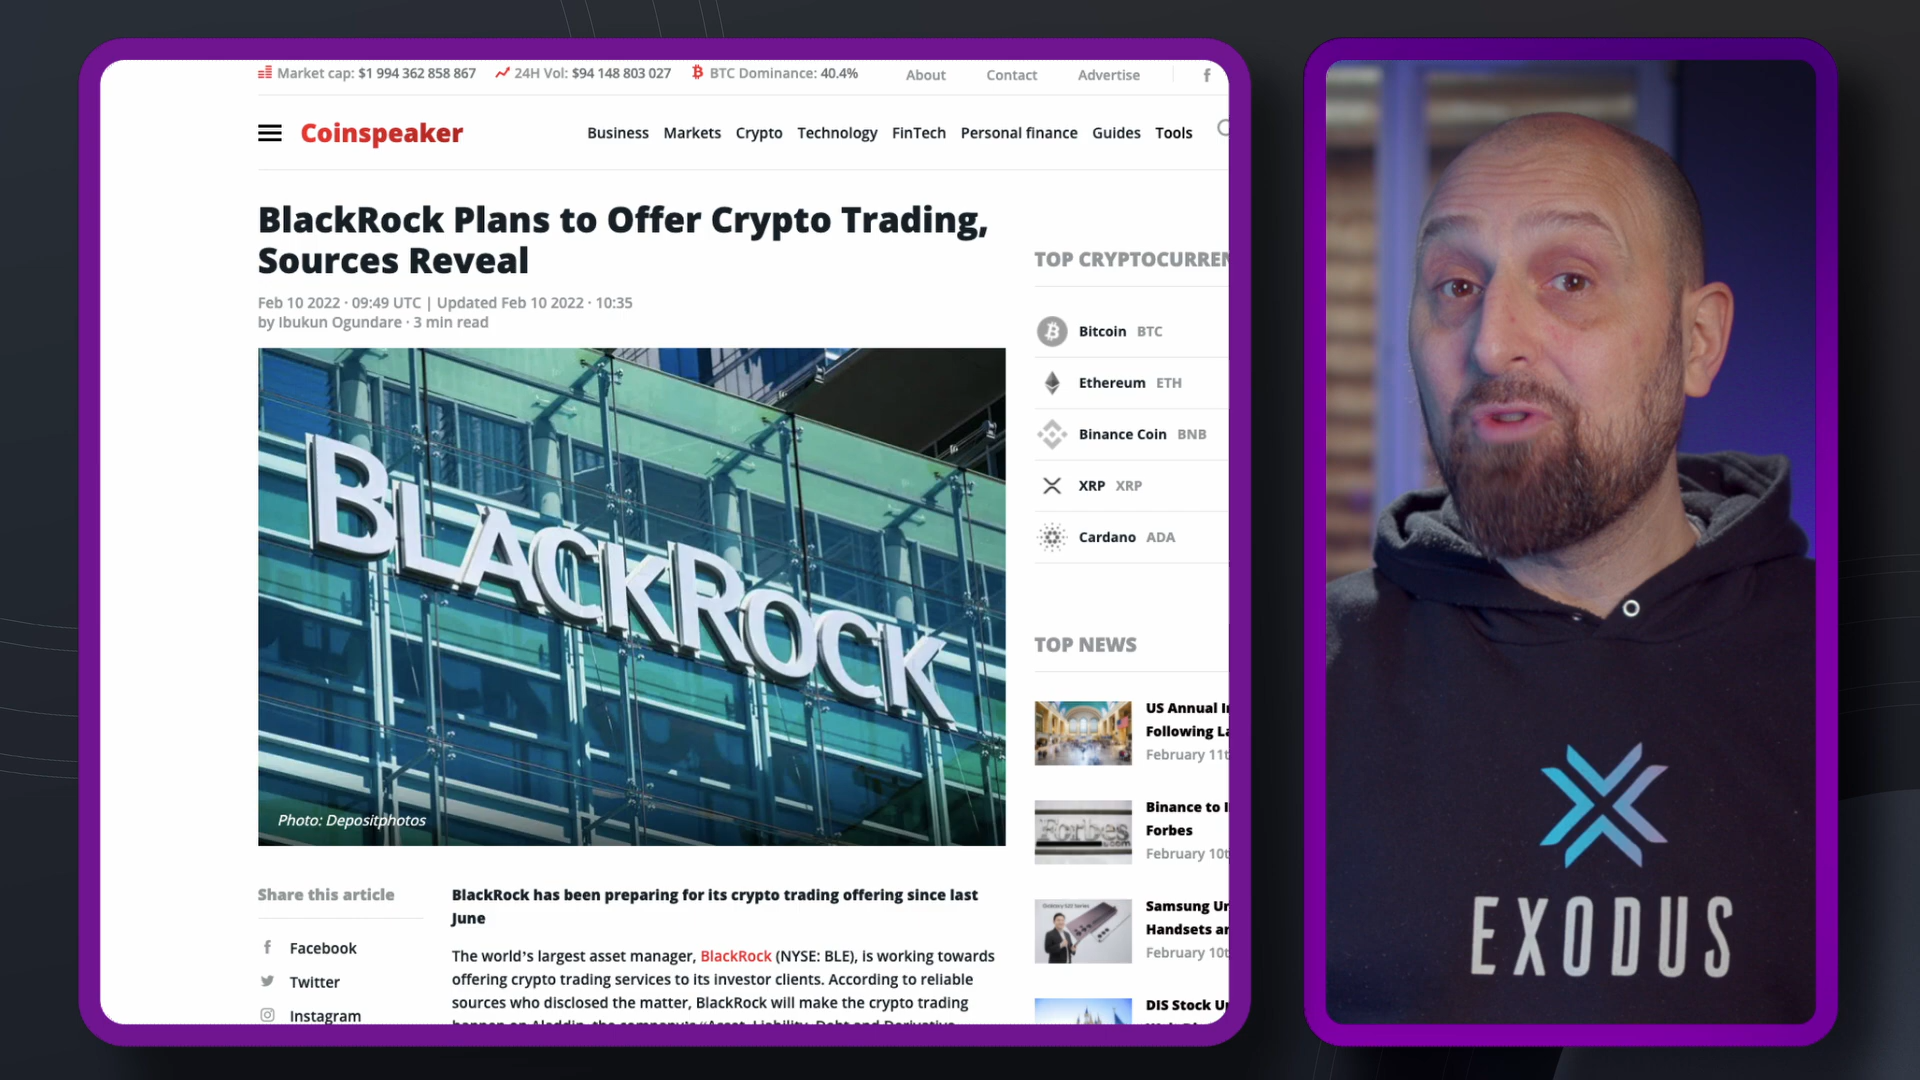 Market cap: $1 994 362 858 867 24H Vol: $94 148 803 027 BTC Dominance: 40.4% About Contact Advertise
Coinspeaker Business Markets Crypto Technology FinTech Personal finance Guides Tools
BlackRock Plans to Offer Crypto Trading,
Sources Reveal
Feb 10 2022 · 09:49 UTC | Updated Feb 10 2022 · 10:35
by Ibukun Ogundare · 3 min read
BLACKROCK
Photo: Depositphotos
Share this article
Facebook
Twitter
Instagram
BlackRock has been preparing for its crypto trading offering since last
June
The world's largest asset manager, BlackRock (NYSE: BLE), is working towards
offering crypto trading services to its investor clients. According to reliable
sources who disclosed the matter, BlackRock will make the crypto trading
TOP CRYPTOCURREN
Bitcoin BTC
Ethereum ETH
Binance Coin BNB
XRP XRP
Cardano ADA
TOP NEWS
US Annual
Following
February
Binance to
Forbes
February
Forbes
Samsung
Handsets
February
DIS Stock
EXODUS